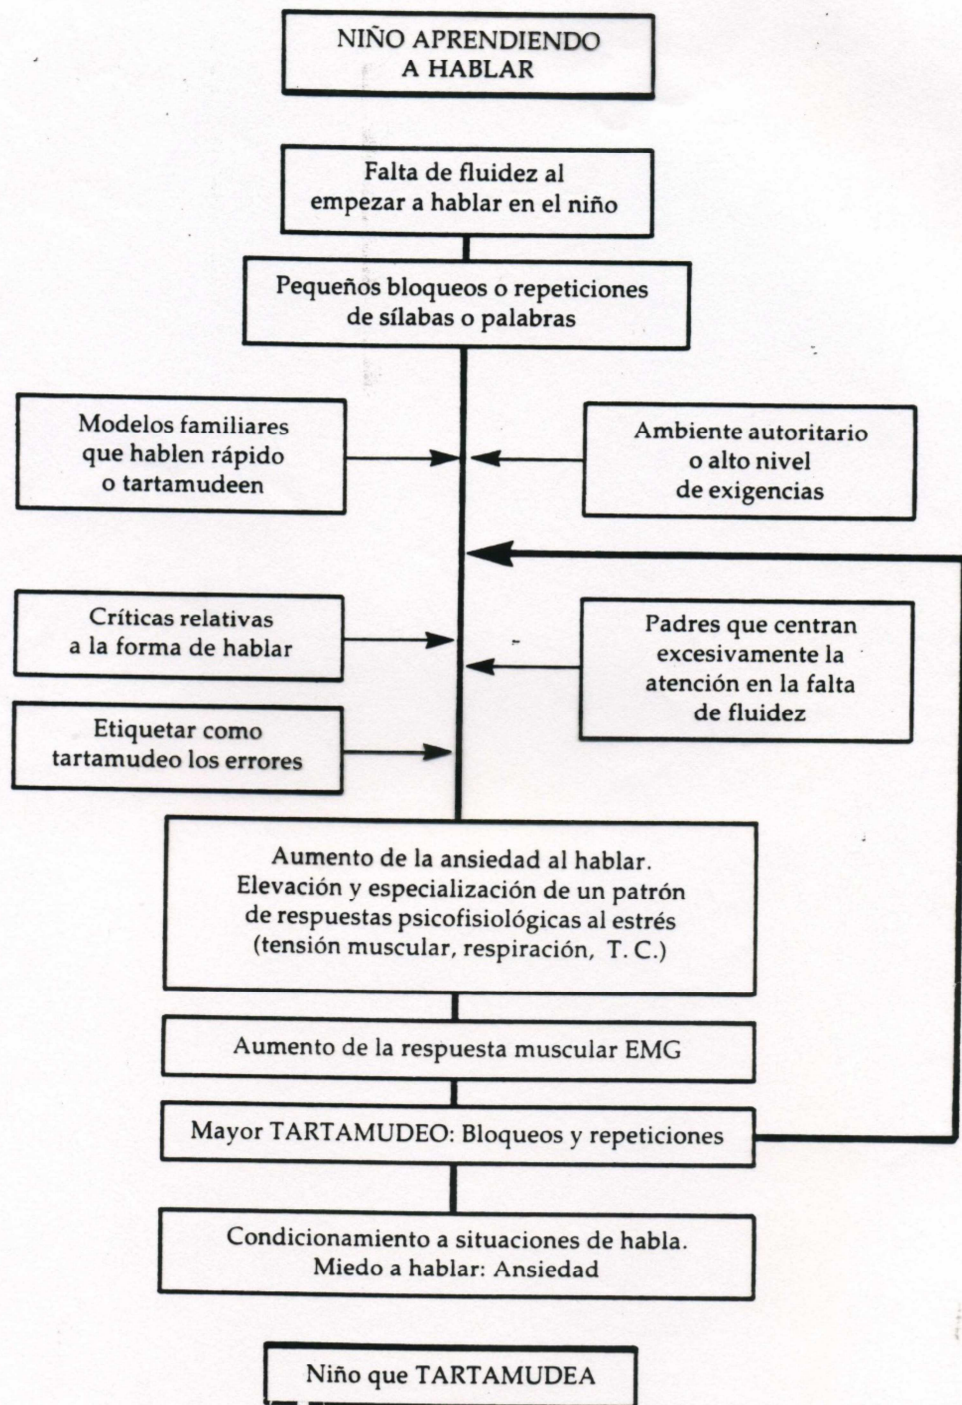 NIÑO APRENDIENDO
A HABLAR
Falta de fluidez al
empezar a hablar en el niño
Pequeños bloqueos o repeticiones
de sílabas o palabras
Modelos familiares
que hablen rápido
o tartamudeen
Ambiente autoritario
o alto nivel
de exigencias
Críticas relativas
a la forma de hablar
Padres que centran
excesivamente la
atención en la falta
de fluidez
Etiquetar como
tartamudeo los errores
Aumento de la ansiedad al hablar.
Elevación y especialización de un patrón
de respuestas psicofisiológicas al estrés
(tensión muscular, respiración, T. C.)
Aumento de la respuesta muscular EMG
Mayor TARTAMUDEO: Bloqueos y repeticiones
Condicionamiento a situaciones de habla.
Miedo a hablar: Ansiedad
Niño que TARTAMUDEA